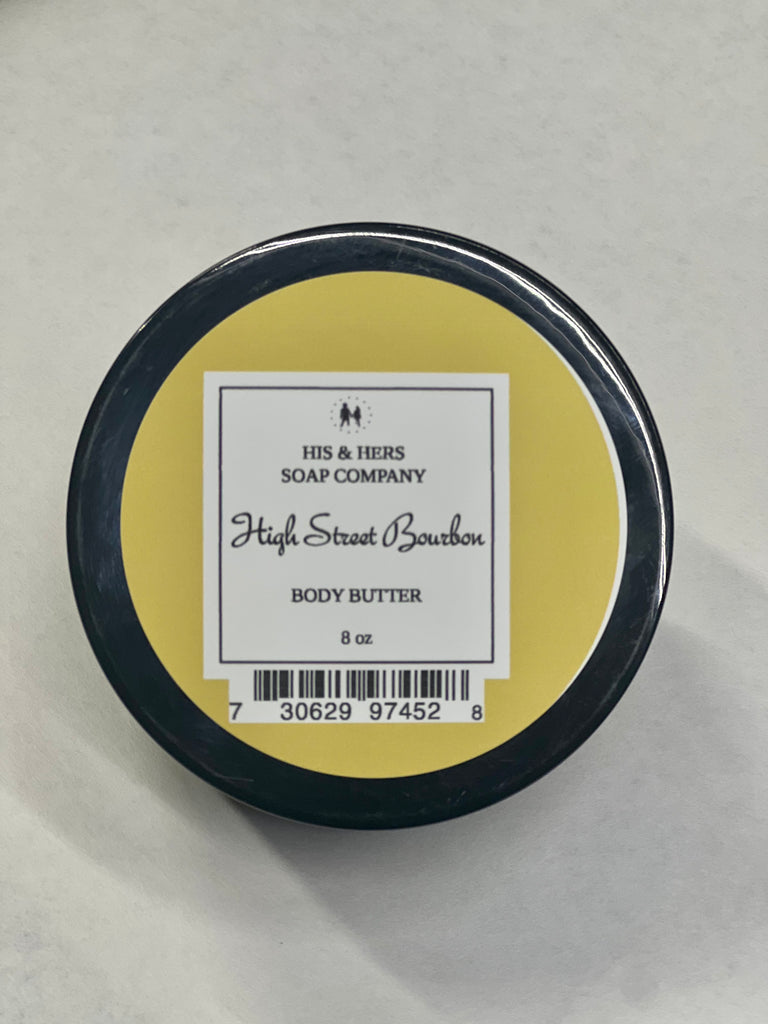 HIS & HERS
SOAP COMPANY
High Street Bourbon
BODY BUTTER
8 oz
7 30629 97452 8